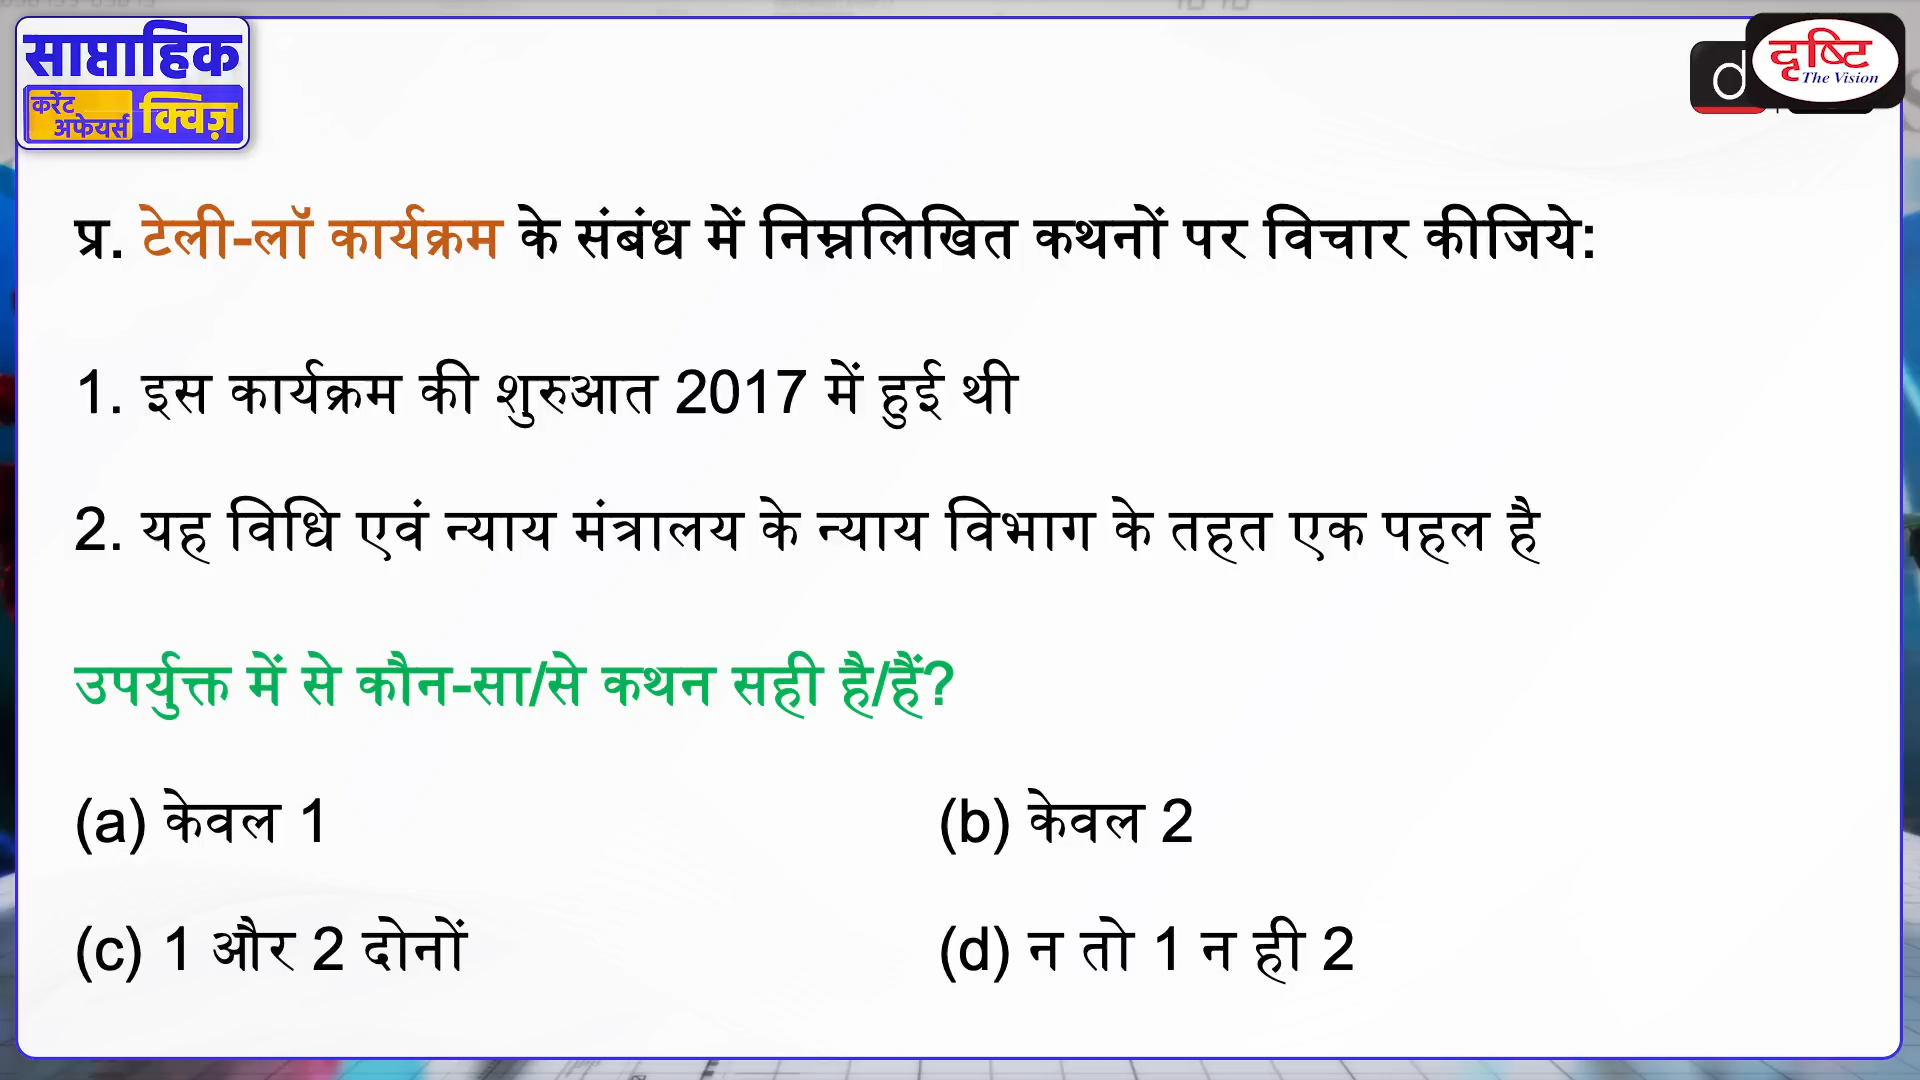 साप्ताहिक
करेंट
अफेयर्स क्विज़
दृष्टि
The Vision
d
प्र. टेली-लॉ कार्यक्रम के संबंध में निम्नलिखित कथनों पर विचार कीजिये:
1. इस कार्यक्रम की शुरुआत 2017 में हुई थी
2. यह विधि एवं न्याय मंत्रालय के न्याय विभाग के तहत एक पहल है
उपर्युक्त में से कौन-सा/से कथन सही है/हैं?
(a) केवल 1 (b) केवल 2
(c) 1 और 2 दोनों (d) न तो 1 न ही 2